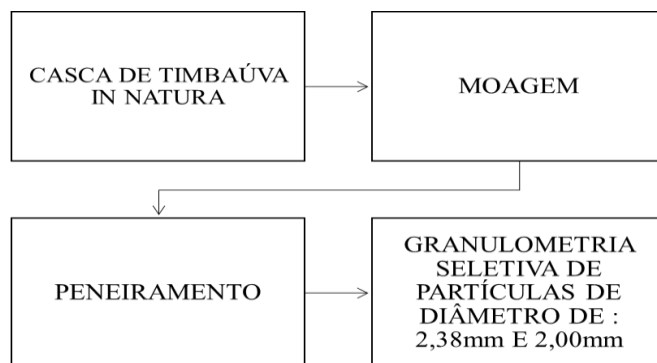 CASCA DE TIMBAÚVA
IN NATURA
MOAGEM
PENEIRAMENTO
GRANULOMETRIA
SELETIVA DE
PARTÍCULAS DE
DIÂMETRO DE :
2,38mm E 2,00mm